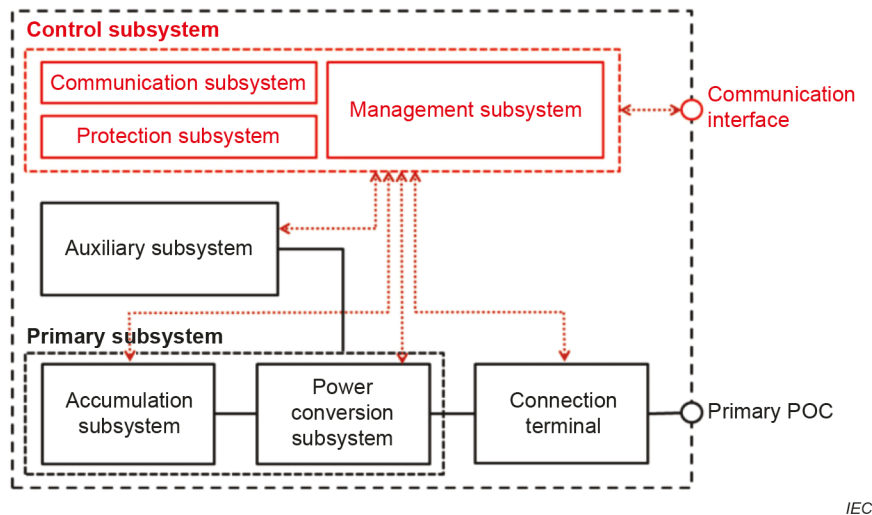 Control subsystem
Communication subsystem
Protection subsystem
Management subsystem
Communication
interface
Auxiliary subsystem
Primary subsystem
Accumulation
subsystem
Power
conversion
subsystem
Connection
terminal
Primary POC
IEC